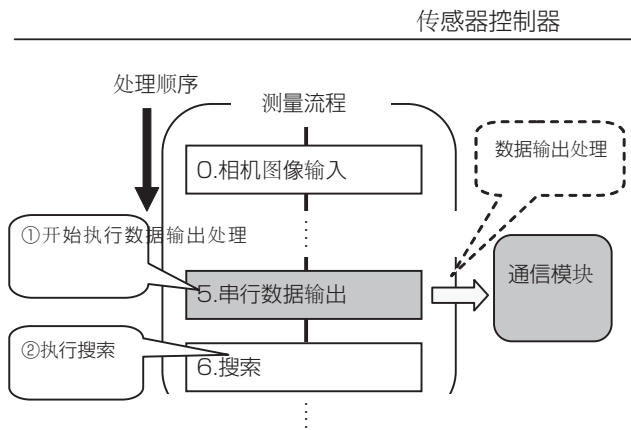 传感器控制器
处理顺序
测量流程
数据输出处理
0.相机图像输入
①开始执行数据输出处理
5.串行数据输出
通信模块
②执行搜索
6.搜索